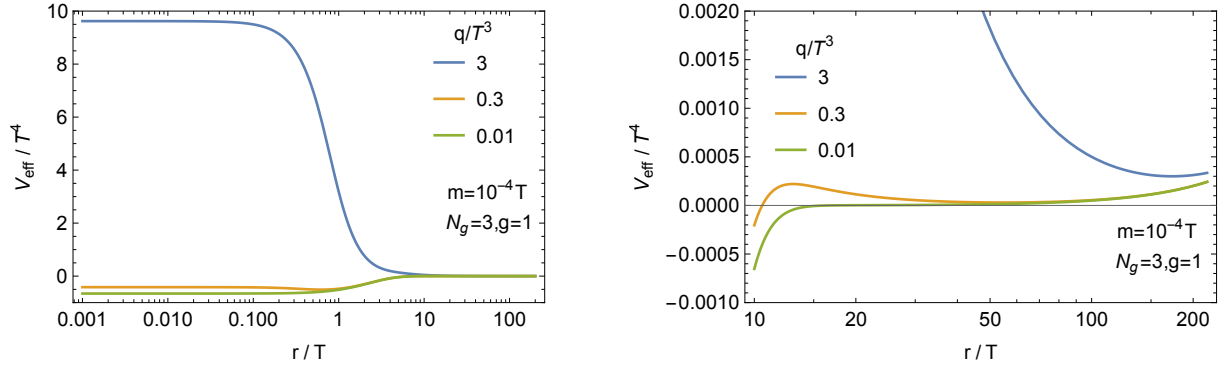 10
8
6
4
2
0
V_eff / T^4
q/T^3
3
0.3
0.01
m=10^-4 T
N_g=3,g=1
0.001 0.010 0.100 1 10 100
r / T
0.0020
0.0015
0.0010
0.0005
0.0000
-0.0005
-0.0010
V_eff / T^4
q/T^3
3
0.3
0.01
m=10^-4 T
N_g=3,g=1
10 20 50 100 200
r / T